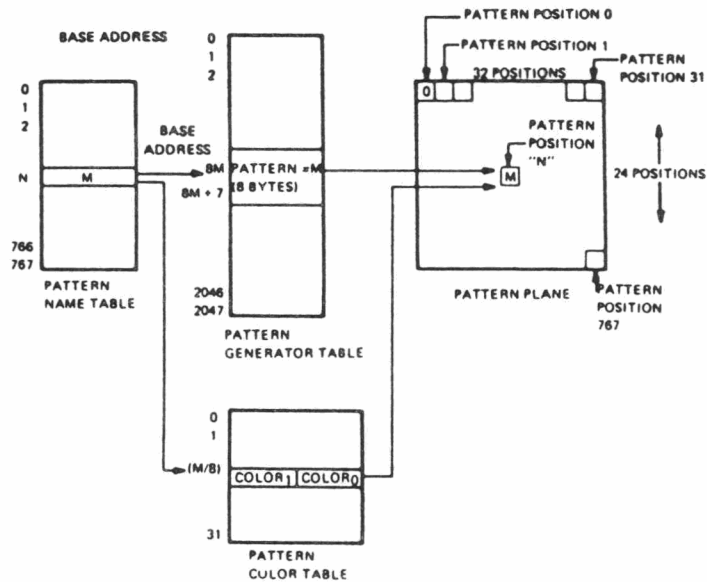 BASE ADDRESS
0
1
2
N
M
766
767
PATTERN
NAME TABLE
BASE
ADDRESS
0
1
2
8M
8M + 7
PATTERN =M
(8 BYTES)
2046
2047
PATTERN
GENERATOR TABLE
0
1
(M/8)
COLOR1 COLOR0
31
PATTERN
CULOR TABLE
PATTERN POSITION 0
PATTERN POSITION 1
32 POSITIONS
PATTERN
POSITION 31
0
PATTERN
POSITION
"N"
M
24 POSITIONS
PATTERN PLANE
PATTERN
POSITION
767